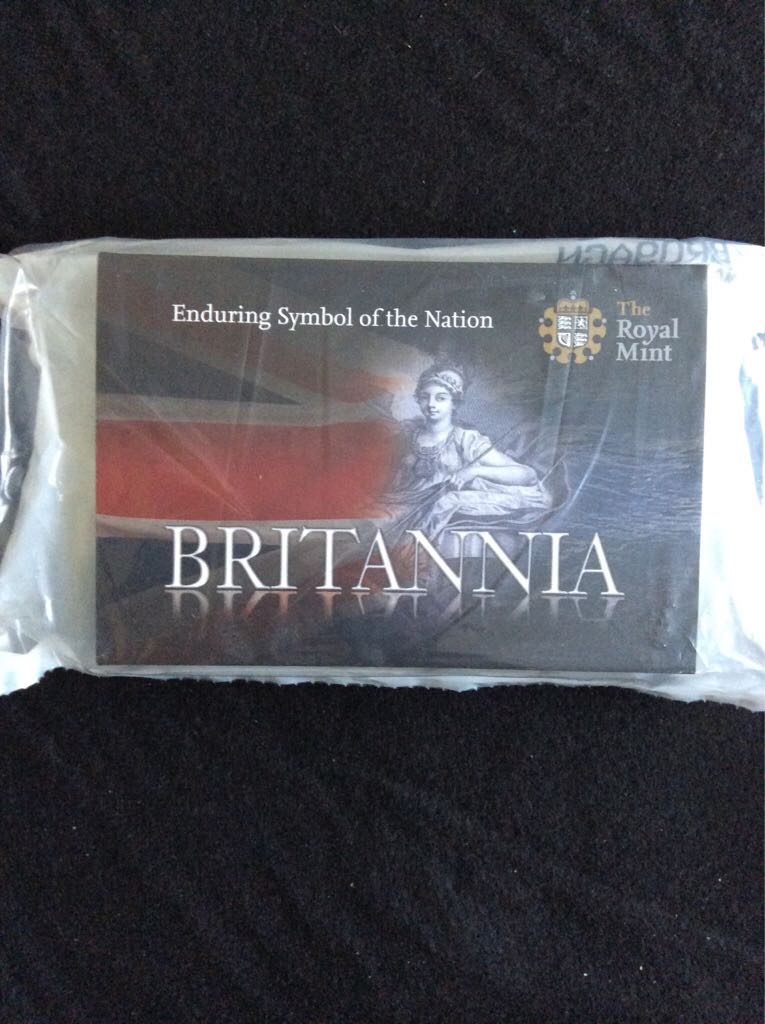 Enduring Symbol of the Nation
The
Royal
Mint
BRITANNIA